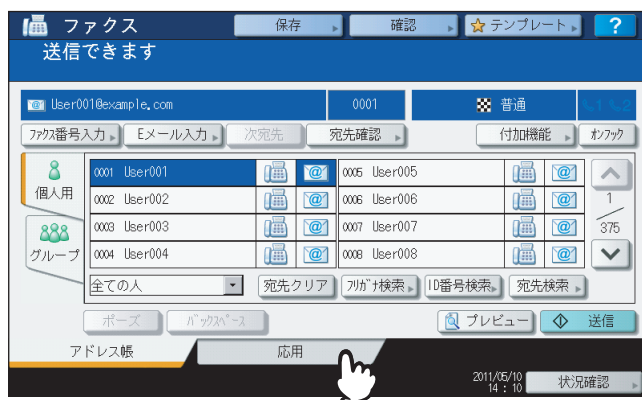 ファクス 保存 確認 テンプレート ?
送信できます
User001@example.com 0001 普通 L1 L2
ファクス番号入力 Eメール入力 次宛先 宛先確認 付加機能 オンフック
個人用
グループ
0001 User001
0002 User002
0003 User003
0004 User004
0005 User005
0006 User006
0007 User007
0008 User008
1
375
全ての人 宛先クリア フリガナ検索 ID番号検索 宛先検索
ポーズ バックスペース プレビュー 送信
アドレス帳 応用
2011/05/10
14 : 10
状況確認